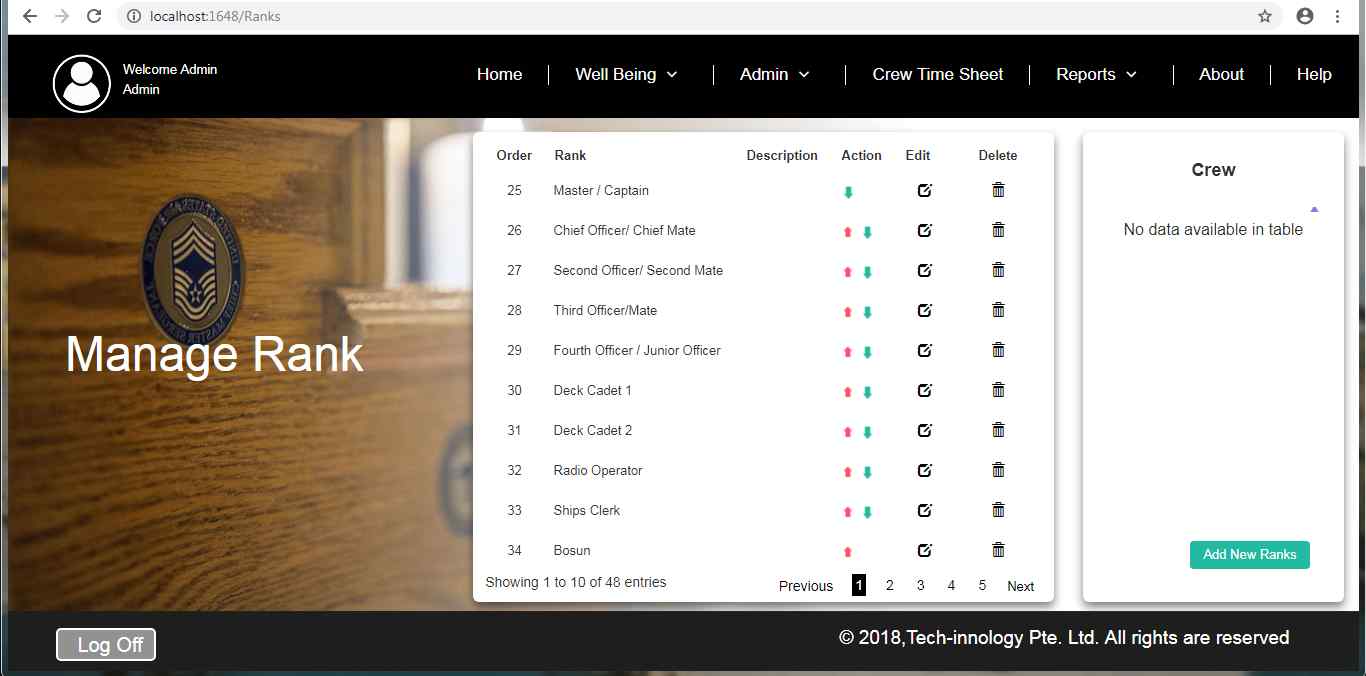 localhost:1648/Ranks
Welcome Admin
Admin
Home Well Being Admin Crew Time Sheet Reports About Help
Manage Rank
Order Rank Description Action Edit Delete
25 Master / Captain
26 Chief Officer/ Chief Mate
27 Second Officer/ Second Mate
28 Third Officer/Mate
29 Fourth Officer / Junior Officer
30 Deck Cadet 1
31 Deck Cadet 2
32 Radio Operator
33 Ships Clerk
34 Bosun
Showing 1 to 10 of 48 entries
Previous 1 2 3 4 5 Next
Crew
No data available in table
Add New Ranks
Log Off
© 2018,Tech-innology Pte. Ltd. All rights are reserved